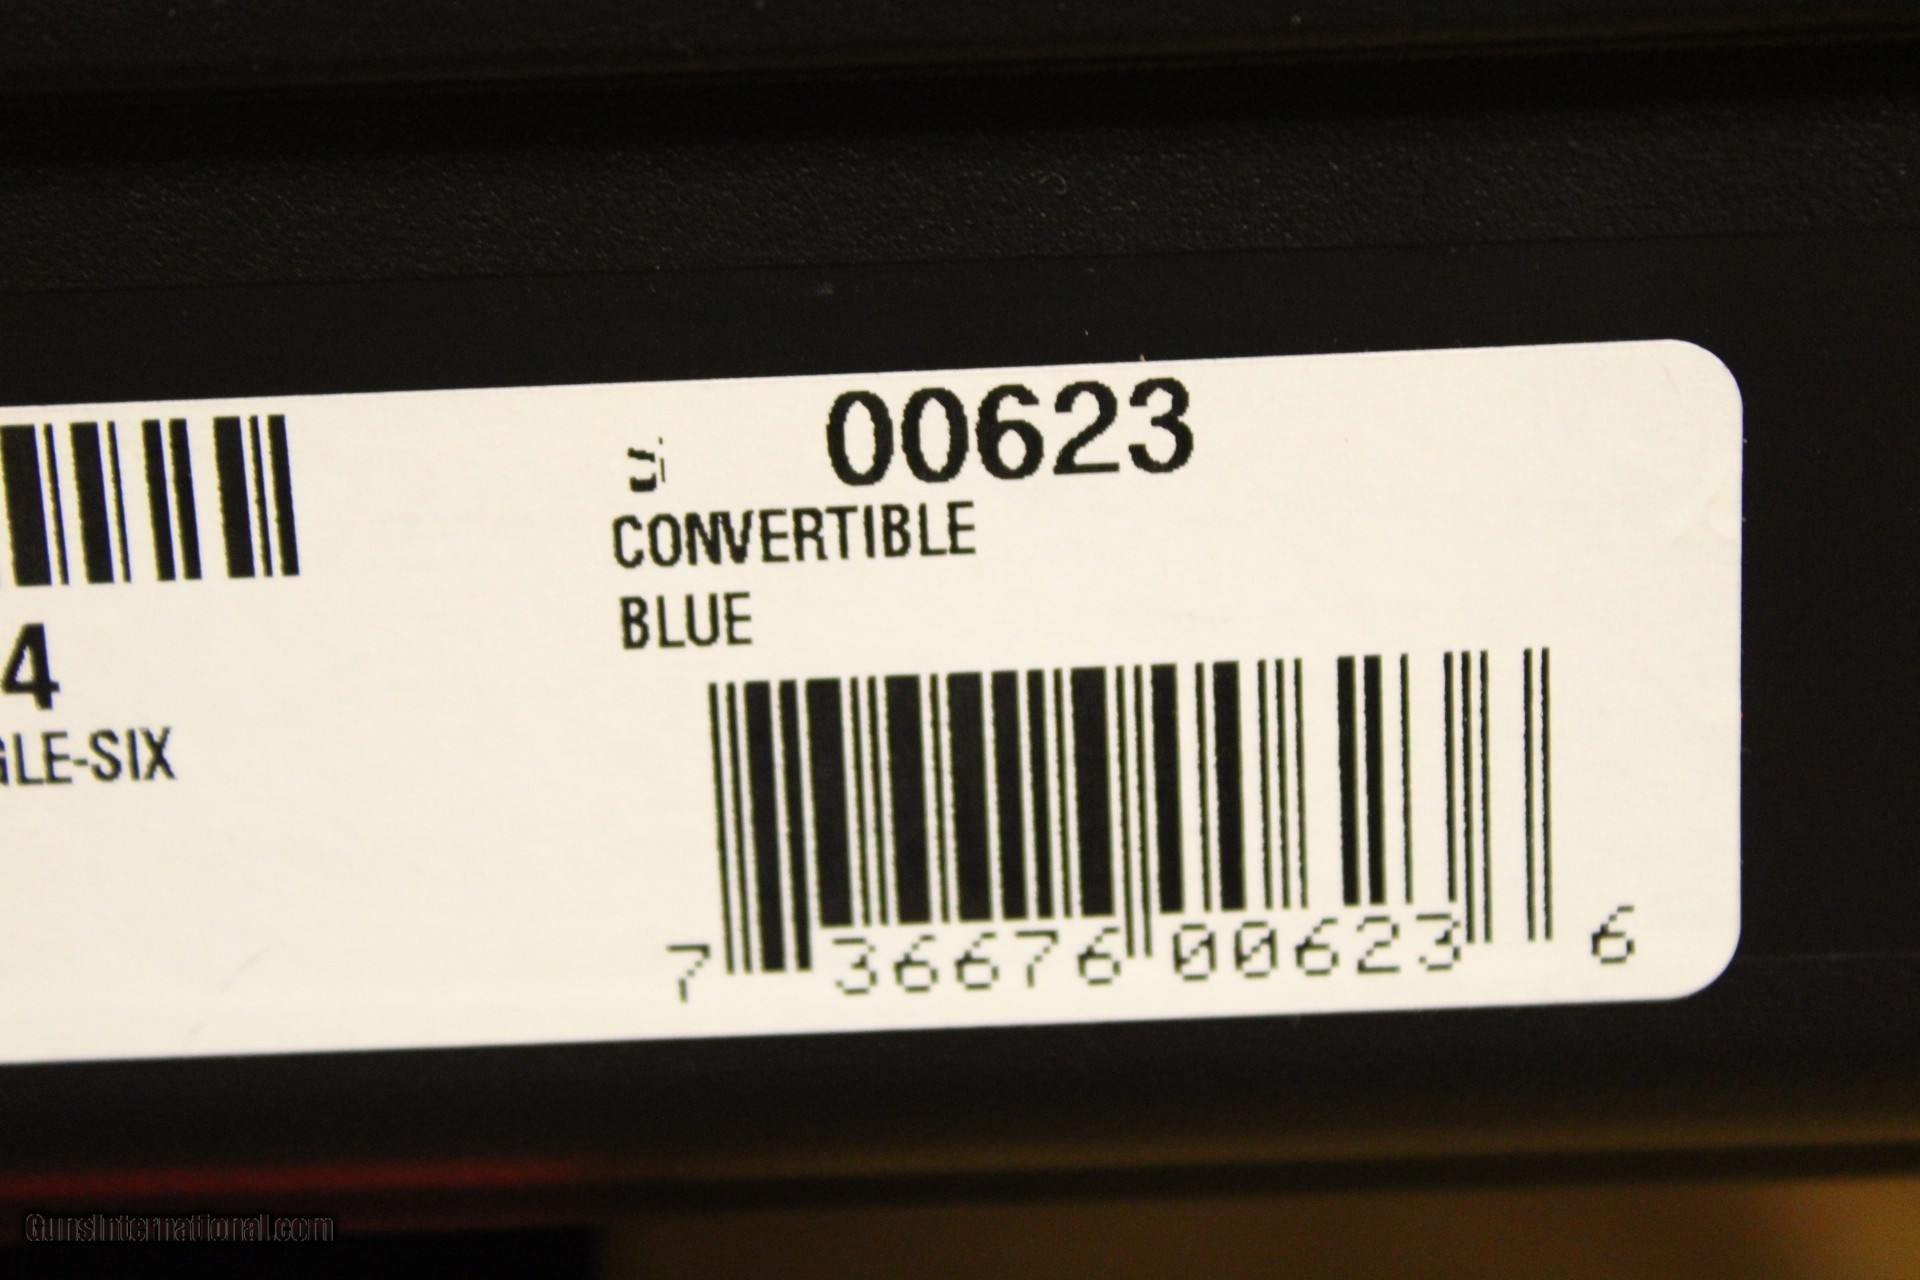 00623
CONVERTIBLE
BLUE
4
GLE-SIX
7 36676 00623 6
GunsInternational.com